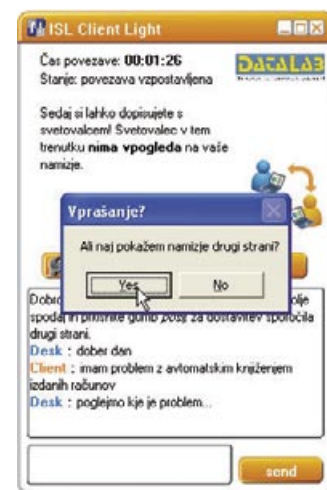 ISL Client Light
Čas povezave: 00:01:26
Stanje: povezava vzpostavljena
DATALAB
Sedaj si lahko dopisujete s
svetovalcem! Svetovalec v tem
trenutku nima vpogleda na vaše
namizje.
Vprašanje?
Ali naj pokažem namizje drugi strani?
Yes
No
polje
spodaj in pritisnite gumb pošlji za dostavitev sporočila
drugi strani.
Desk : dober dan
Client : imam problem z avtomatskim knjiženjem
izdanih računov
Desk : poglejmo kje je problem...
send